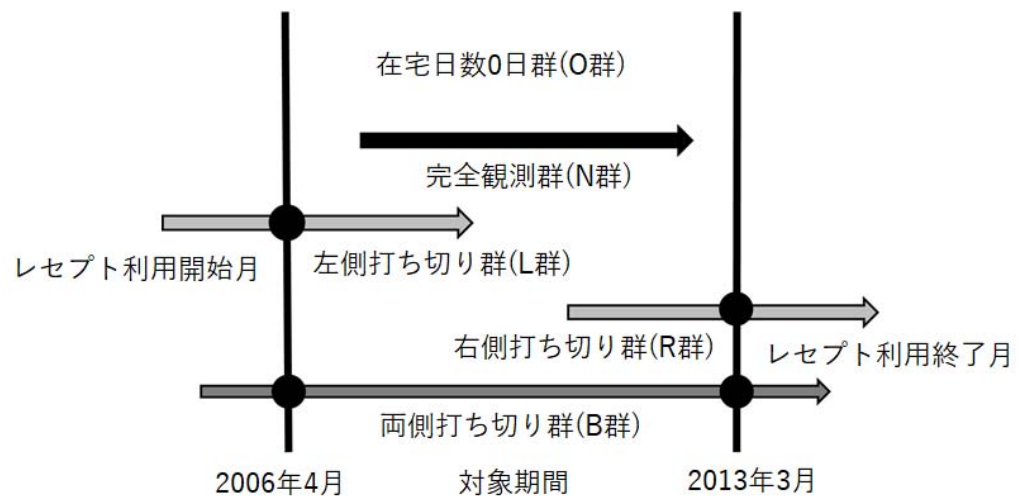 在宅日数0日群(O群)
完全観測群(N群)
レセプト利用開始月
左側打ち切り群(L群)
右側打ち切り群(R群)
レセプト利用終了月
両側打ち切り群(B群)
2006年4月
対象期間
2013年3月